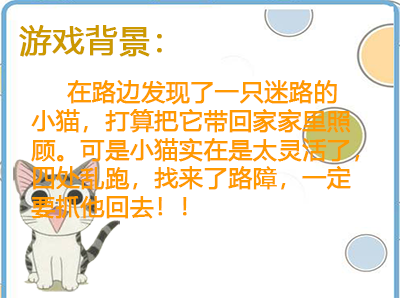 游戏背景：
在路边发现了一只迷路的
小猫，打算把它带回家家里照
顾。可是小猫实在是太灵活了，
四处乱跑，找来了路障，一定
要抓他回去！！